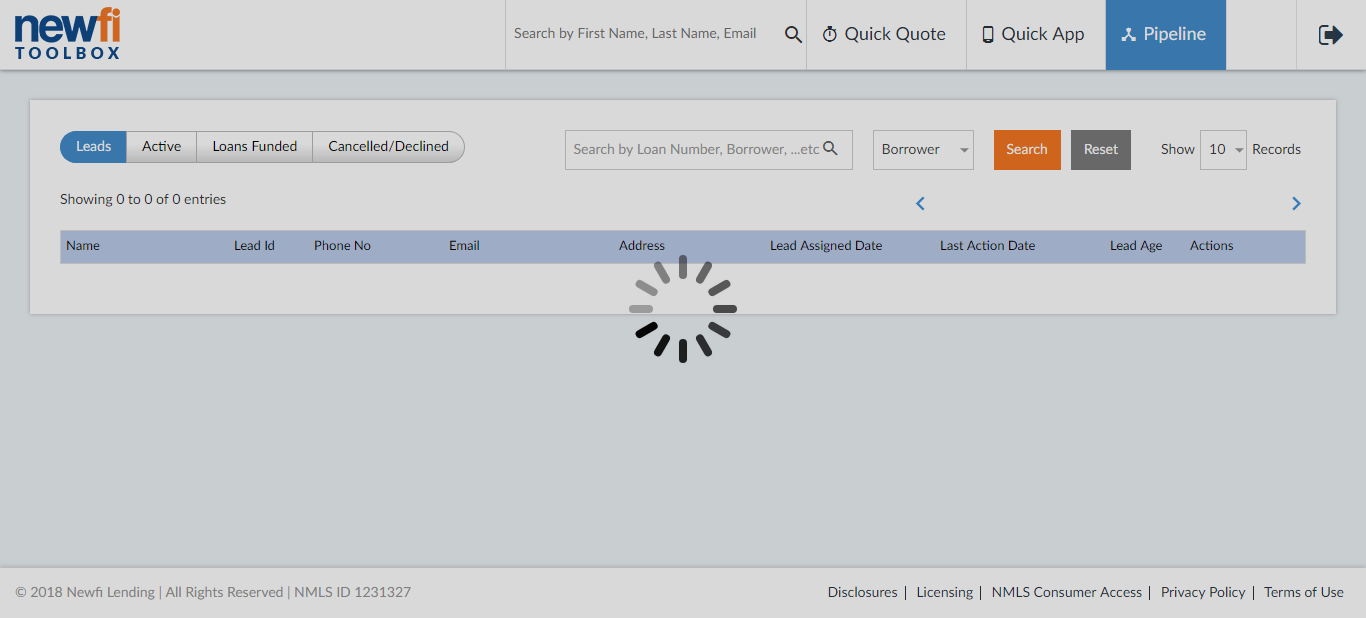 newfi
TOOLBOX
Search by First Name, Last Name, Email
Quick Quote
Quick App
Pipeline
Leads
Active
Loans Funded
Cancelled/Declined
Search by Loan Number, Borrower, ...etc
Borrower
Search
Reset
Show 10 Records
Showing 0 to 0 of 0 entries
Name Lead Id Phone No Email Address Lead Assigned Date Last Action Date Lead Age Actions
© 2018 Newfi Lending | All Rights Reserved | NMLS ID 1231327
Disclosures | Licensing | NMLS Consumer Access | Privacy Policy | Terms of Use